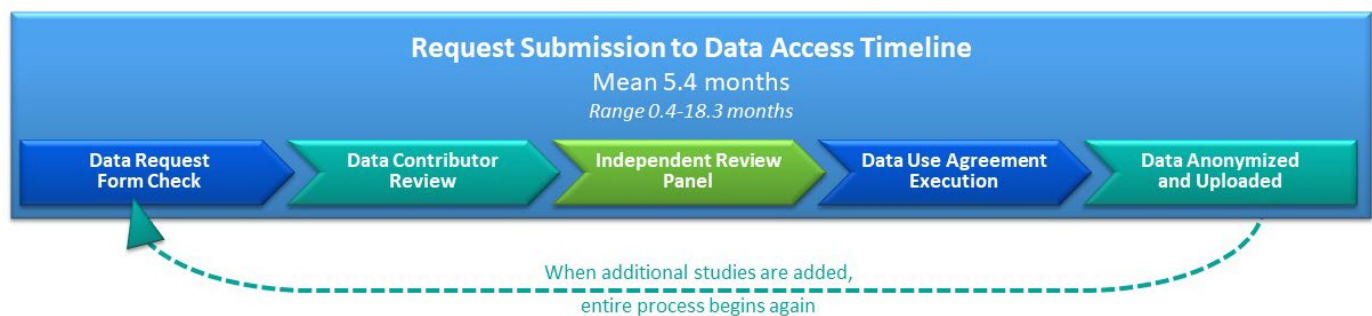 Request Submission to Data Access Timeline
Mean 5.4 months
Range 0.4-18.3 months
Data Request
Form Check
Data Contributor
Review
Independent Review
Panel
Data Use Agreement
Execution
Data Anonymized
and Uploaded
When additional studies are added,
entire process begins again